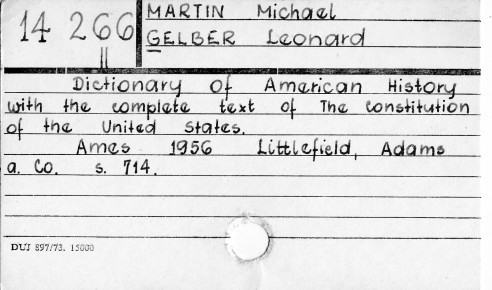 14 266 MARTIN Michael
II GELBER Leonard
Dictionary of American History
with the complete text of The Constitution
of the United States.
Ames 1956 Littlefield, Adams
a. Co. s. 714.
DUJ 897/73. 15000